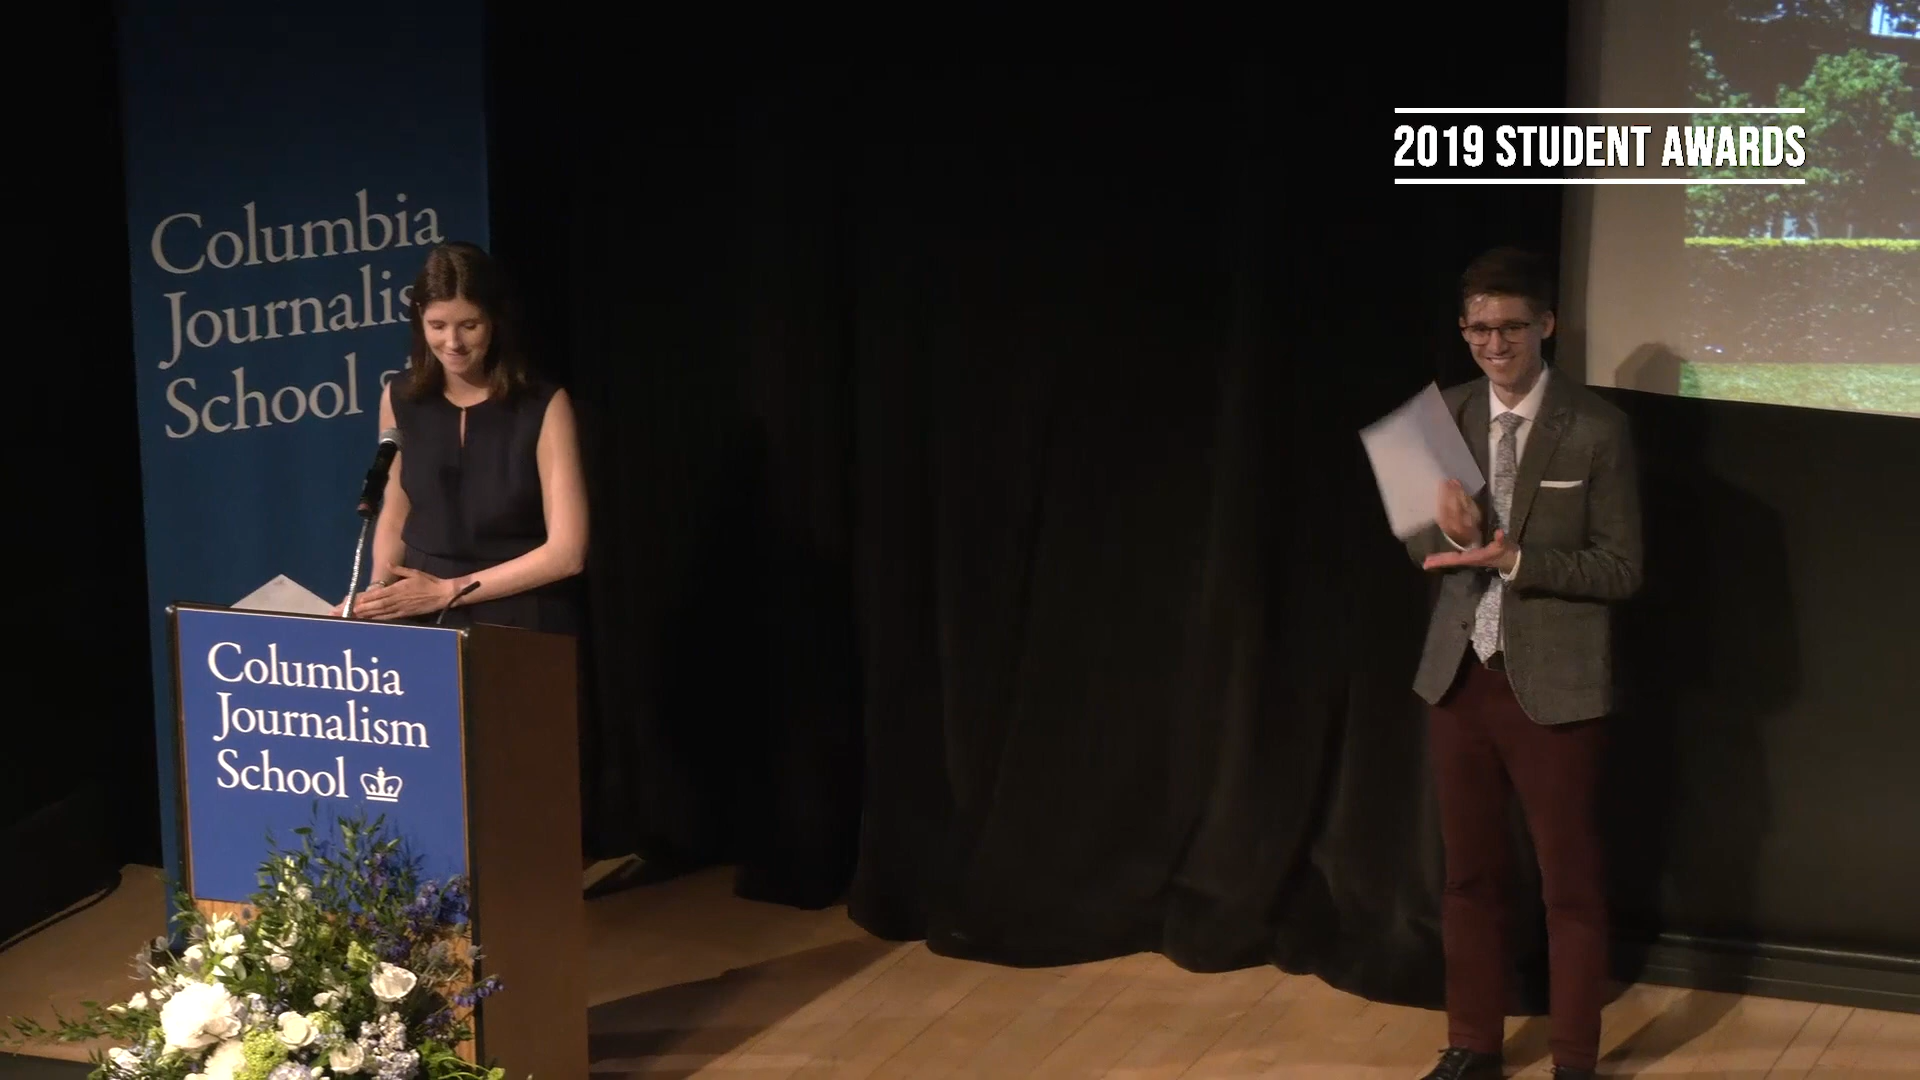 2019 STUDENT AWARDS
Columbia
Journalis
School
Columbia
Journalism
School